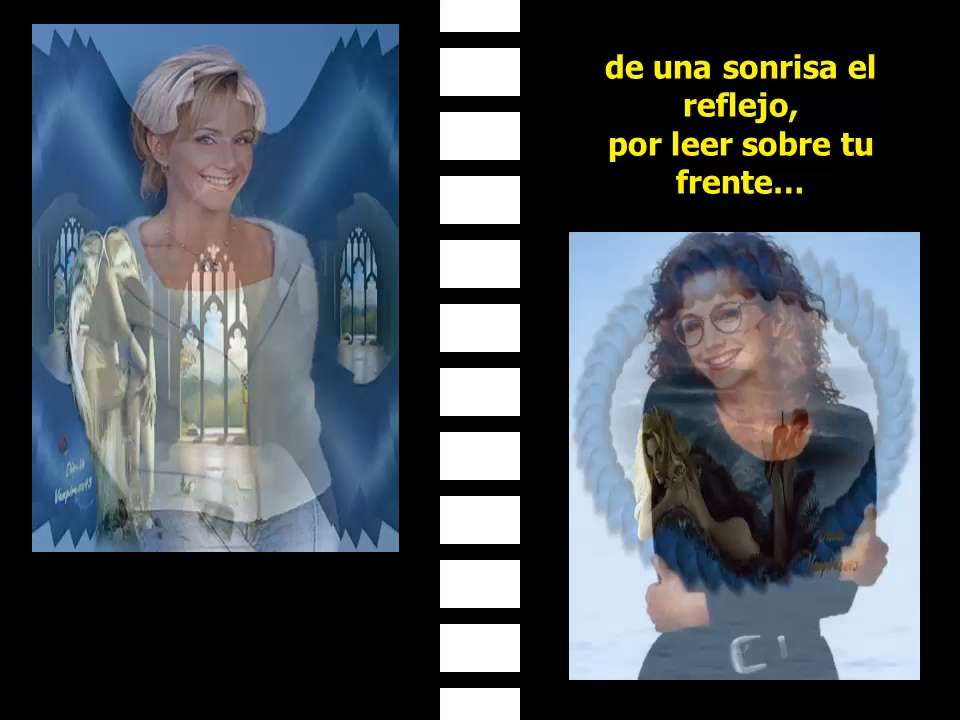 de una sonrisa el
reflejo,
por leer sobre tu
frente…